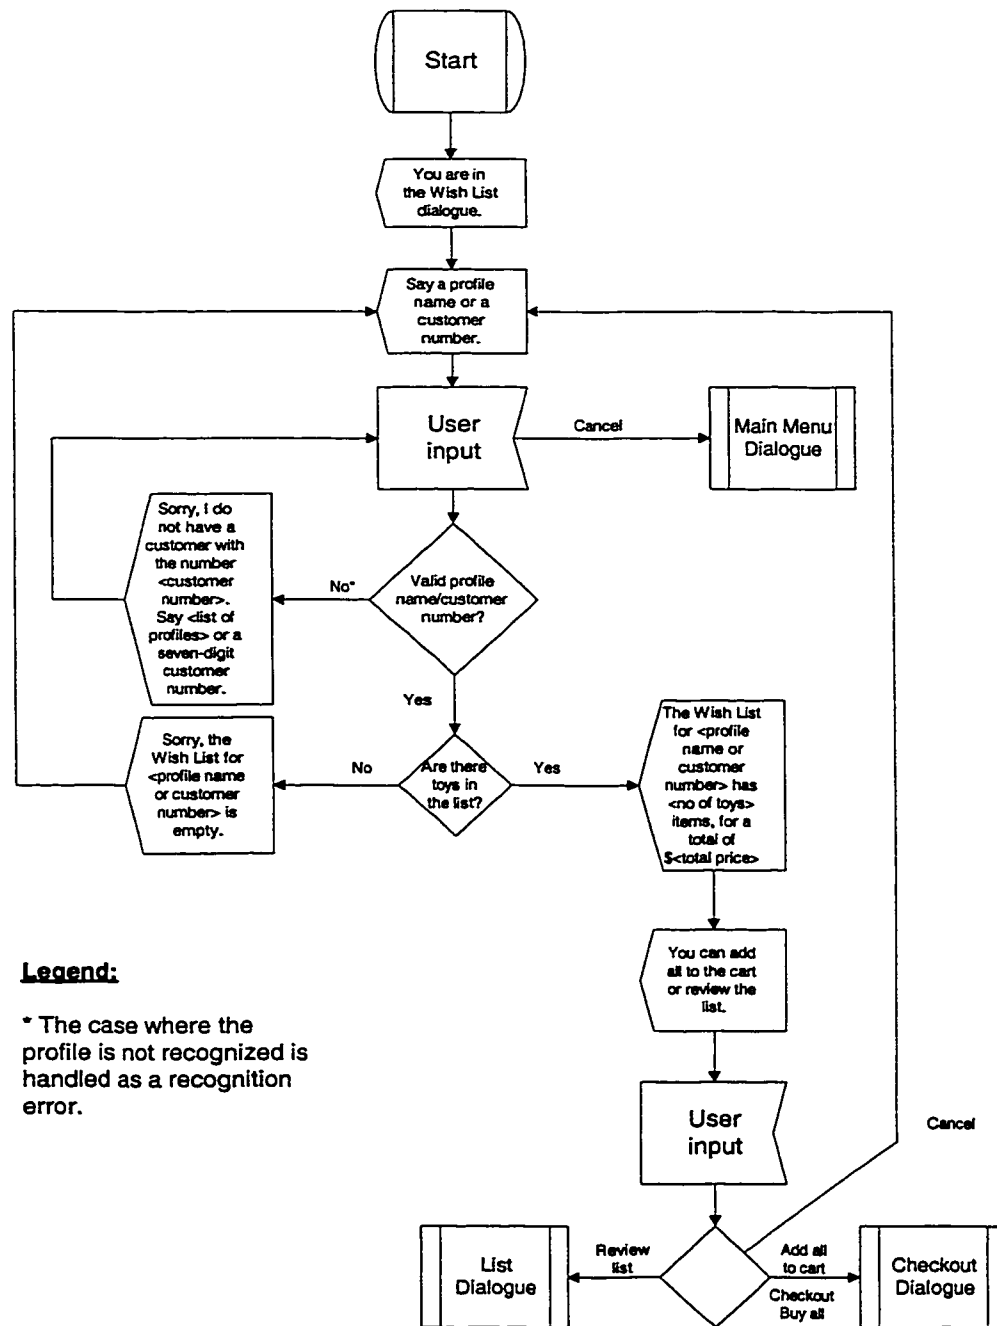 Start
You are in
the Wish List
dialogue.
Say a profile
name or a
customer
number.
User
input
Cancel
Main Menu
Dialogue
Sorry, I do
not have a
customer with
the number
<customer
number>.
Say <list of
profiles> or a
seven-digit
customer
number.
No*
Valid profile
name/customer
number?
Yes
Sorry, the
Wish List for
<profile name
or customer
number> is
empty.
No
Are there
toys in
the list?
Yes
The Wish List
for <profile
name or
customer
number> has
<no of toys>
items, for a
total of
$<total price>
You can add
all to the cart
or review the
list.
Legend:
* The case where the
profile is not recognized is
handled as a recognition
error.
User
input
Cancel
List
Dialogue
Review
list
Add all
to cart
Checkout
Buy all
Checkout
Dialogue